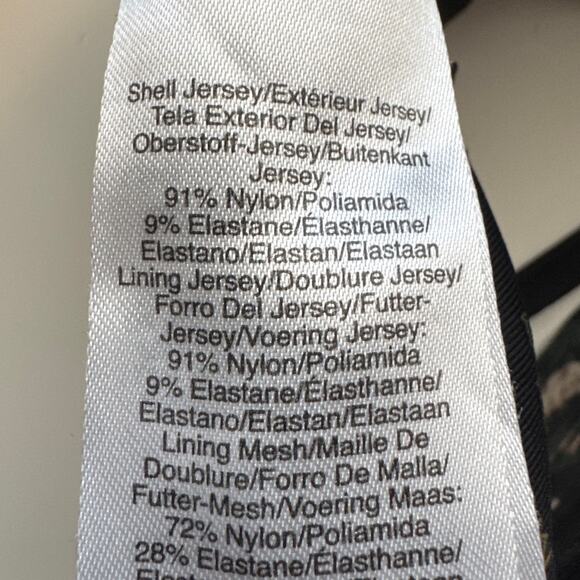 Shell Jersey/Extérieur Jersey/
Tela Exterior Del Jersey/
Oberstoff-Jersey/Buitenkant
Jersey:
91% Nylon/Poliamida
9% Elastane/Élasthanne/
Elastano/Elastan/Elastaan
Lining Jersey/Doublure Jersey/
Forro Del Jersey/Futter-
Jersey/Voering Jersey:
91% Nylon/Poliamida
9% Elastane/Élasthanne/
Elastano/Elastan/Elastaan
Lining Mesh/Maille De
Doublure/Forro De Malla/
Futter-Mesh/Voering Maas:
72% Nylon/Poliamida
28% Elastane/Élasthanne/